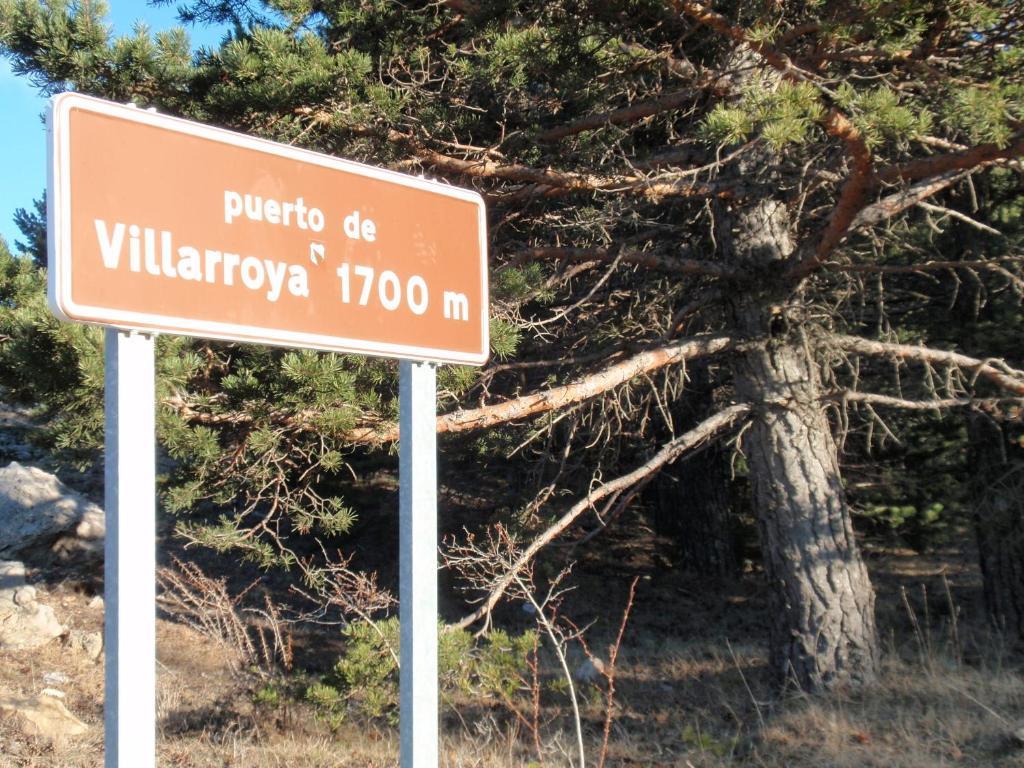 puerto de
Villarroya 1700 m